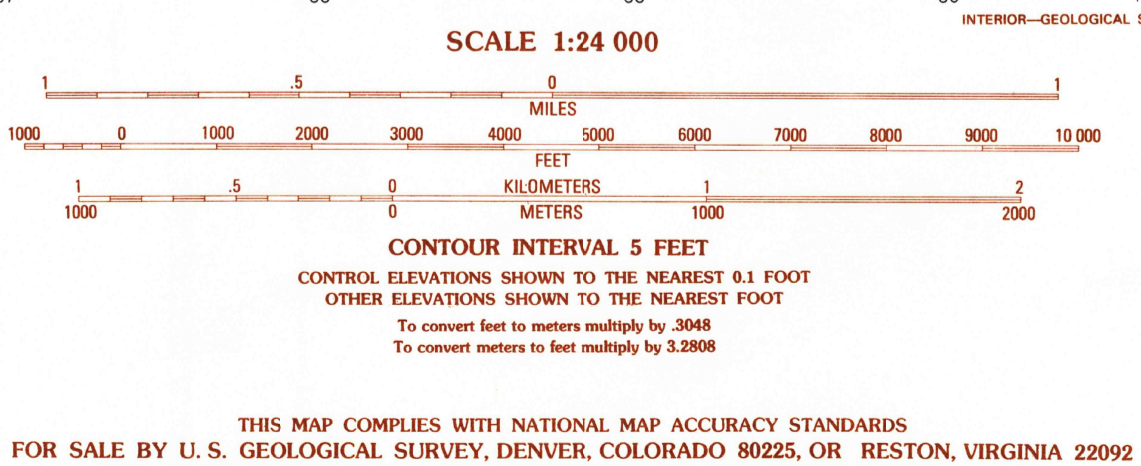 INTERIOR—GEOLOGICAL
SCALE 1:24 000
1 .5 0 1
MILES
1000 0 1000 2000 3000 4000 5000 6000 7000 8000 9000 10 000
FEET
1 .5 0 KILOMETERS 1 2
1000 0 METERS 1000 2000
CONTOUR INTERVAL 5 FEET
CONTROL ELEVATIONS SHOWN TO THE NEAREST 0.1 FOOT
OTHER ELEVATIONS SHOWN TO THE NEAREST FOOT
To convert feet to meters multiply by .3048
To convert meters to feet multiply by 3.2808
THIS MAP COMPLIES WITH NATIONAL MAP ACCURACY STANDARDS
FOR SALE BY U. S. GEOLOGICAL SURVEY, DENVER, COLORADO 80225, OR RESTON, VIRGINIA 22092